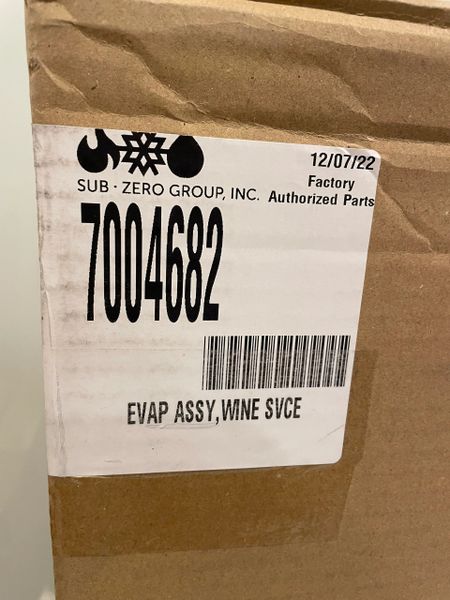 12/07/22
Factory
Authorized Parts
SUB · ZERO GROUP, INC.
7004682
EVAP ASSY,WINE SVCE